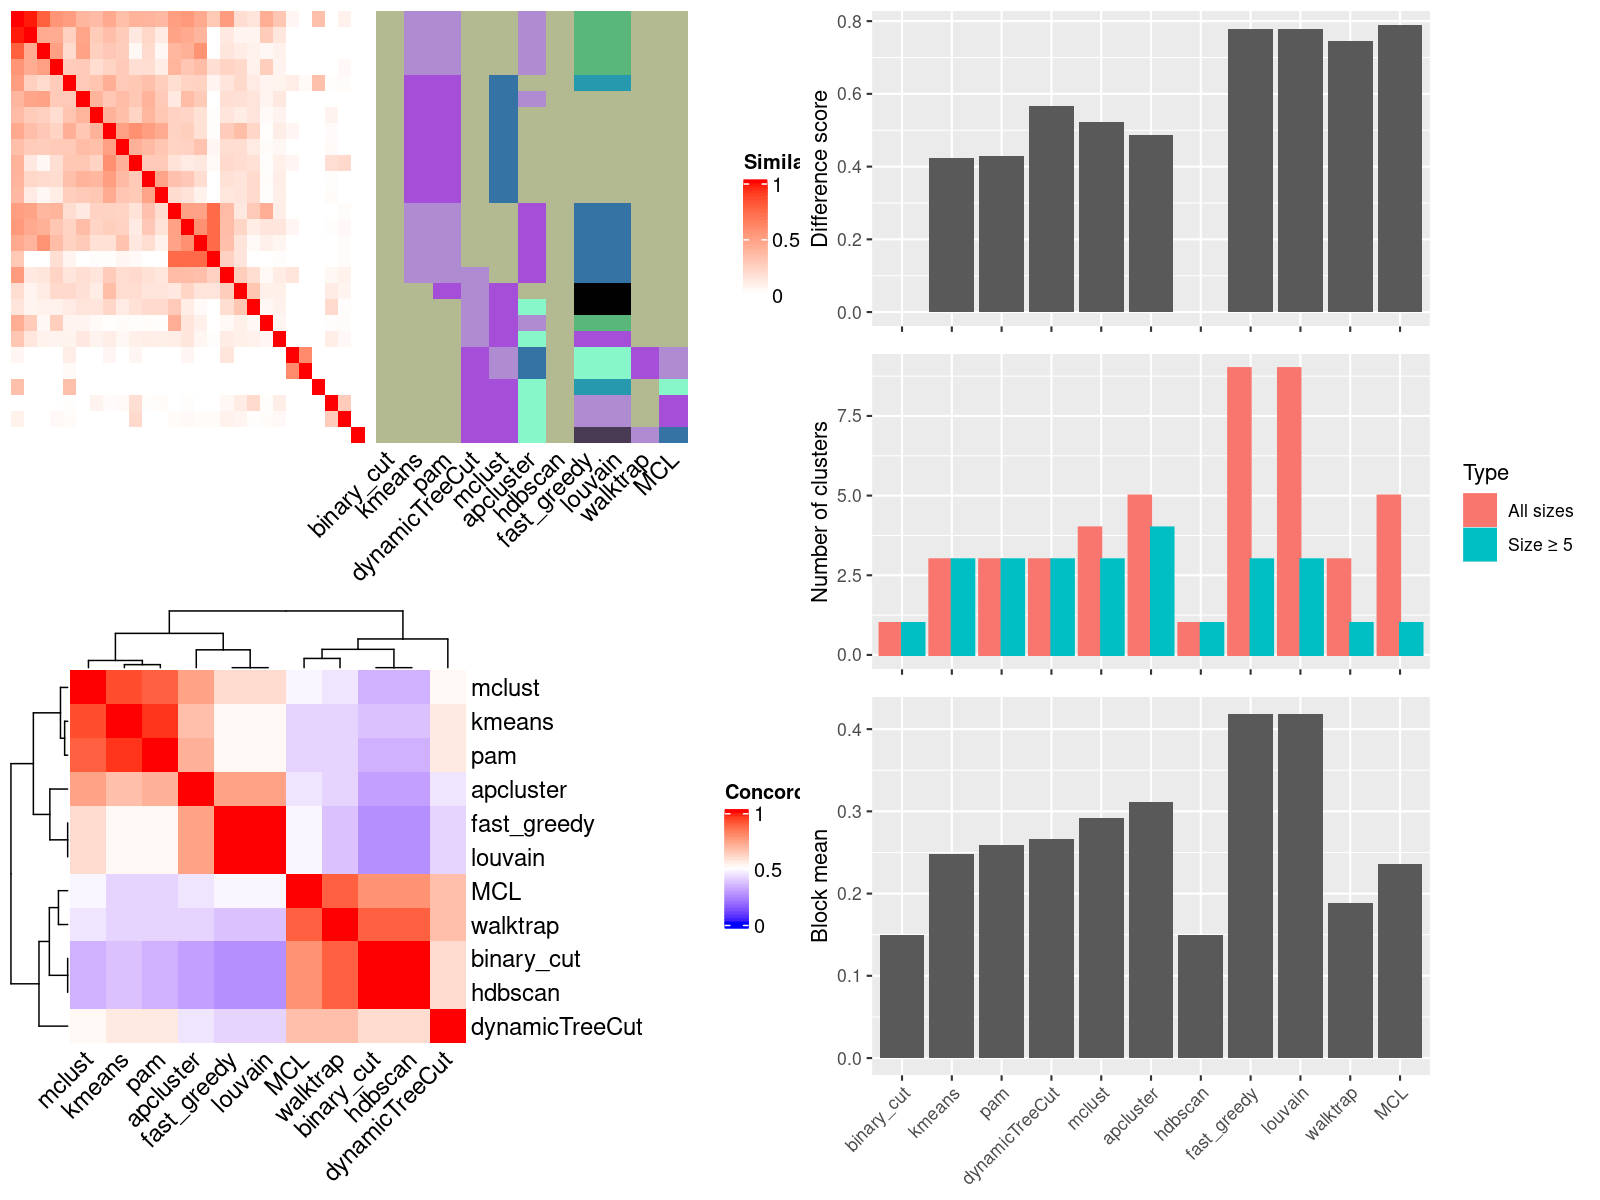 Simila
1
0.5
0
binary_cut
kmeans
pam
dynamicTreeCut
mclust
apcluster
hdbscan
fast_greedy
louvain
walktrap
MCL
mclust
kmeans
pam
apcluster
fast_greedy
louvain
MCL
walktrap
binary_cut
hdbscan
dynamicTreeCut
mclust
kmeans
pam
apcluster
fast_greedy
louvain
MCL
walktrap
binary_cut
hdbscan
dynamicTreeCut
Concord
1
0.5
0
Difference score
0.8
0.6
0.4
0.2
0.0
Number of clusters
7.5
5.0
2.5
0.0
Type
All sizes
Size ≥ 5
Block mean
0.4
0.3
0.2
0.1
0.0
binary_cut
kmeans
pam
dynamicTreeCut
mclust
apcluster
hdbscan
fast_greedy
louvain
walktrap
MCL